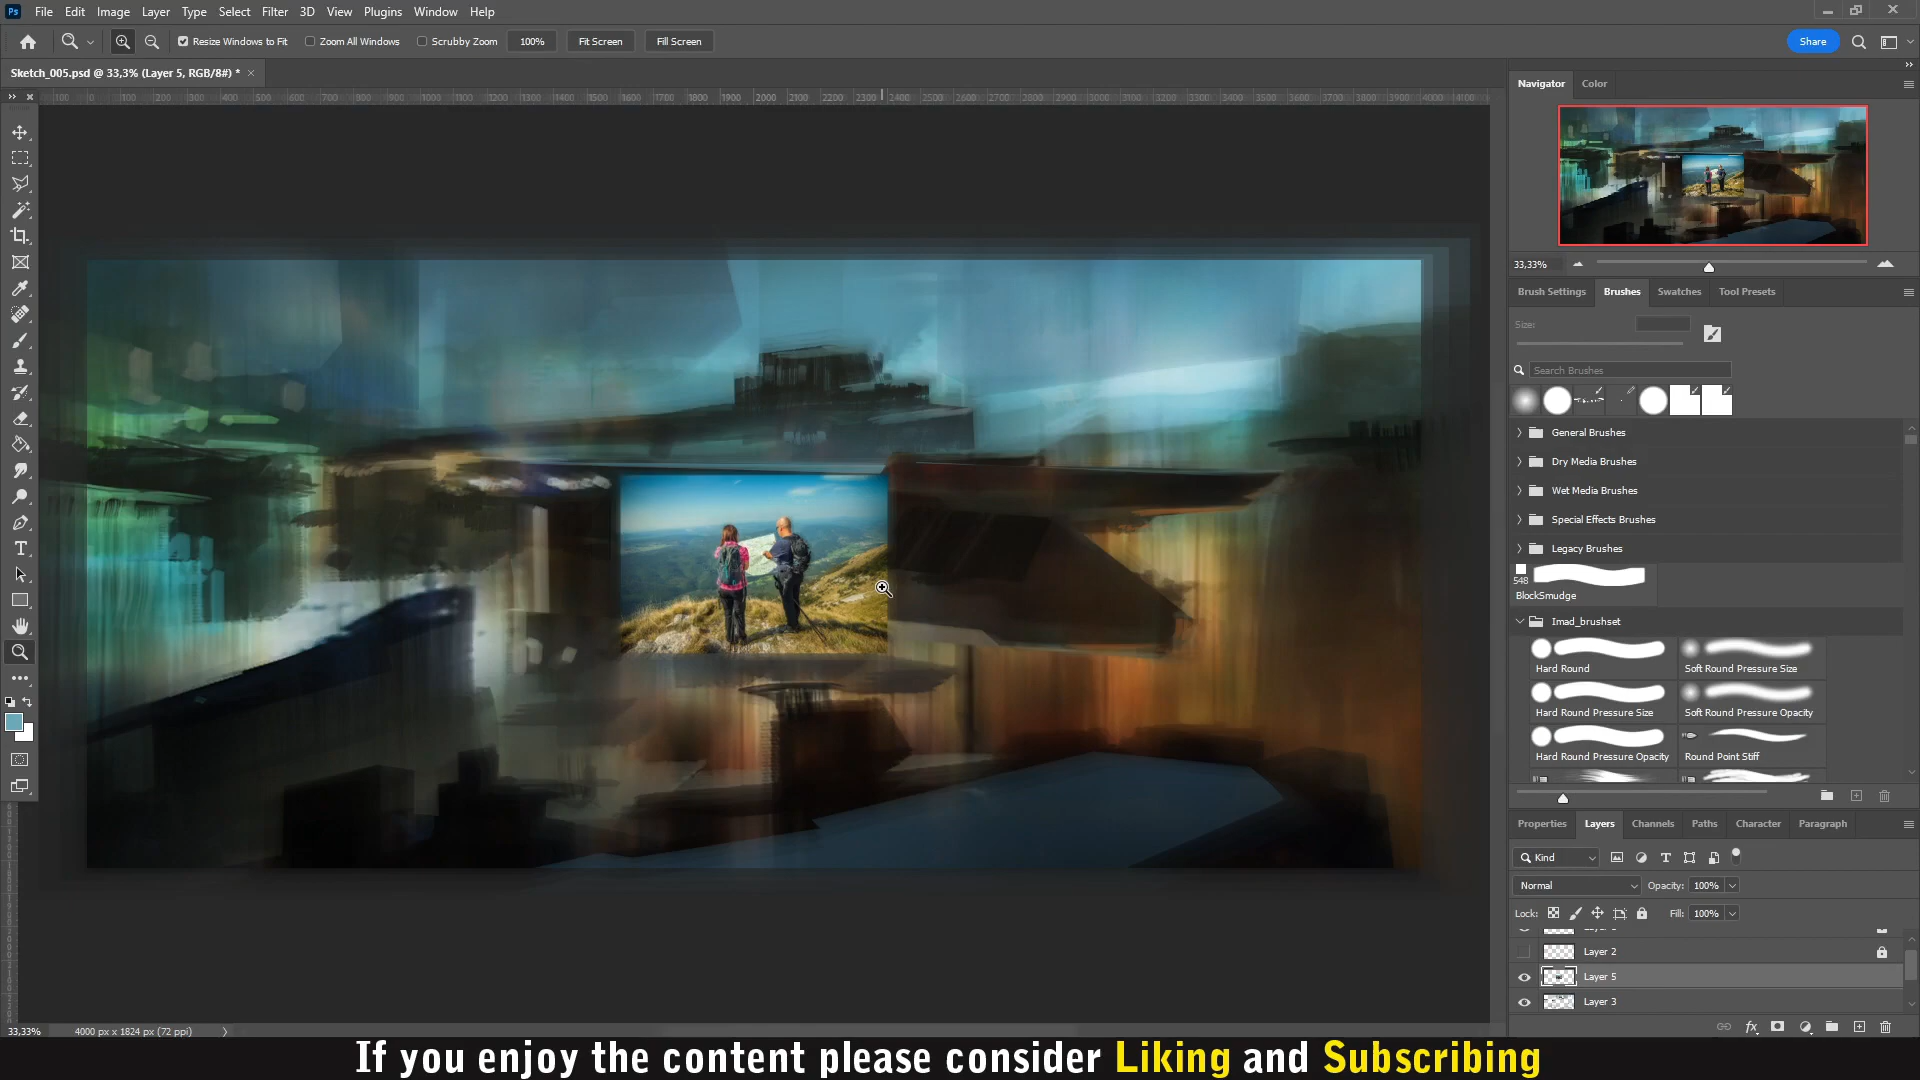 Ps File Edit Image Layer Type Select Filter 3D View Plugins Window Help
Resize Windows to Fit Zoom All Windows Scrubby Zoom 100% Fit Screen Fill Screen Share
Sketch_005.psd @ 33,3% (Layer 5, RGB/8#) *
Navigator Color
33,33%
Brush Settings Brushes Swatches Tool Presets
Size:
Search Brushes
General Brushes
Dry Media Brushes
Wet Media Brushes
Special Effects Brushes
Legacy Brushes
548
BlockSmudge
Imad_brushset
Hard Round Soft Round Pressure Size
Hard Round Pressure Size Soft Round Pressure Opacity
Hard Round Pressure Opacity Round Point Stiff
Properties Layers Channels Paths Character Paragraph
Kind
Normal Opacity: 100%
Lock: Fill: 100%
Layer 2
Layer 5
Layer 3
33,33% 4000 px x 1824 px (72 ppi)
If you enjoy the content please consider Liking and Subscribing